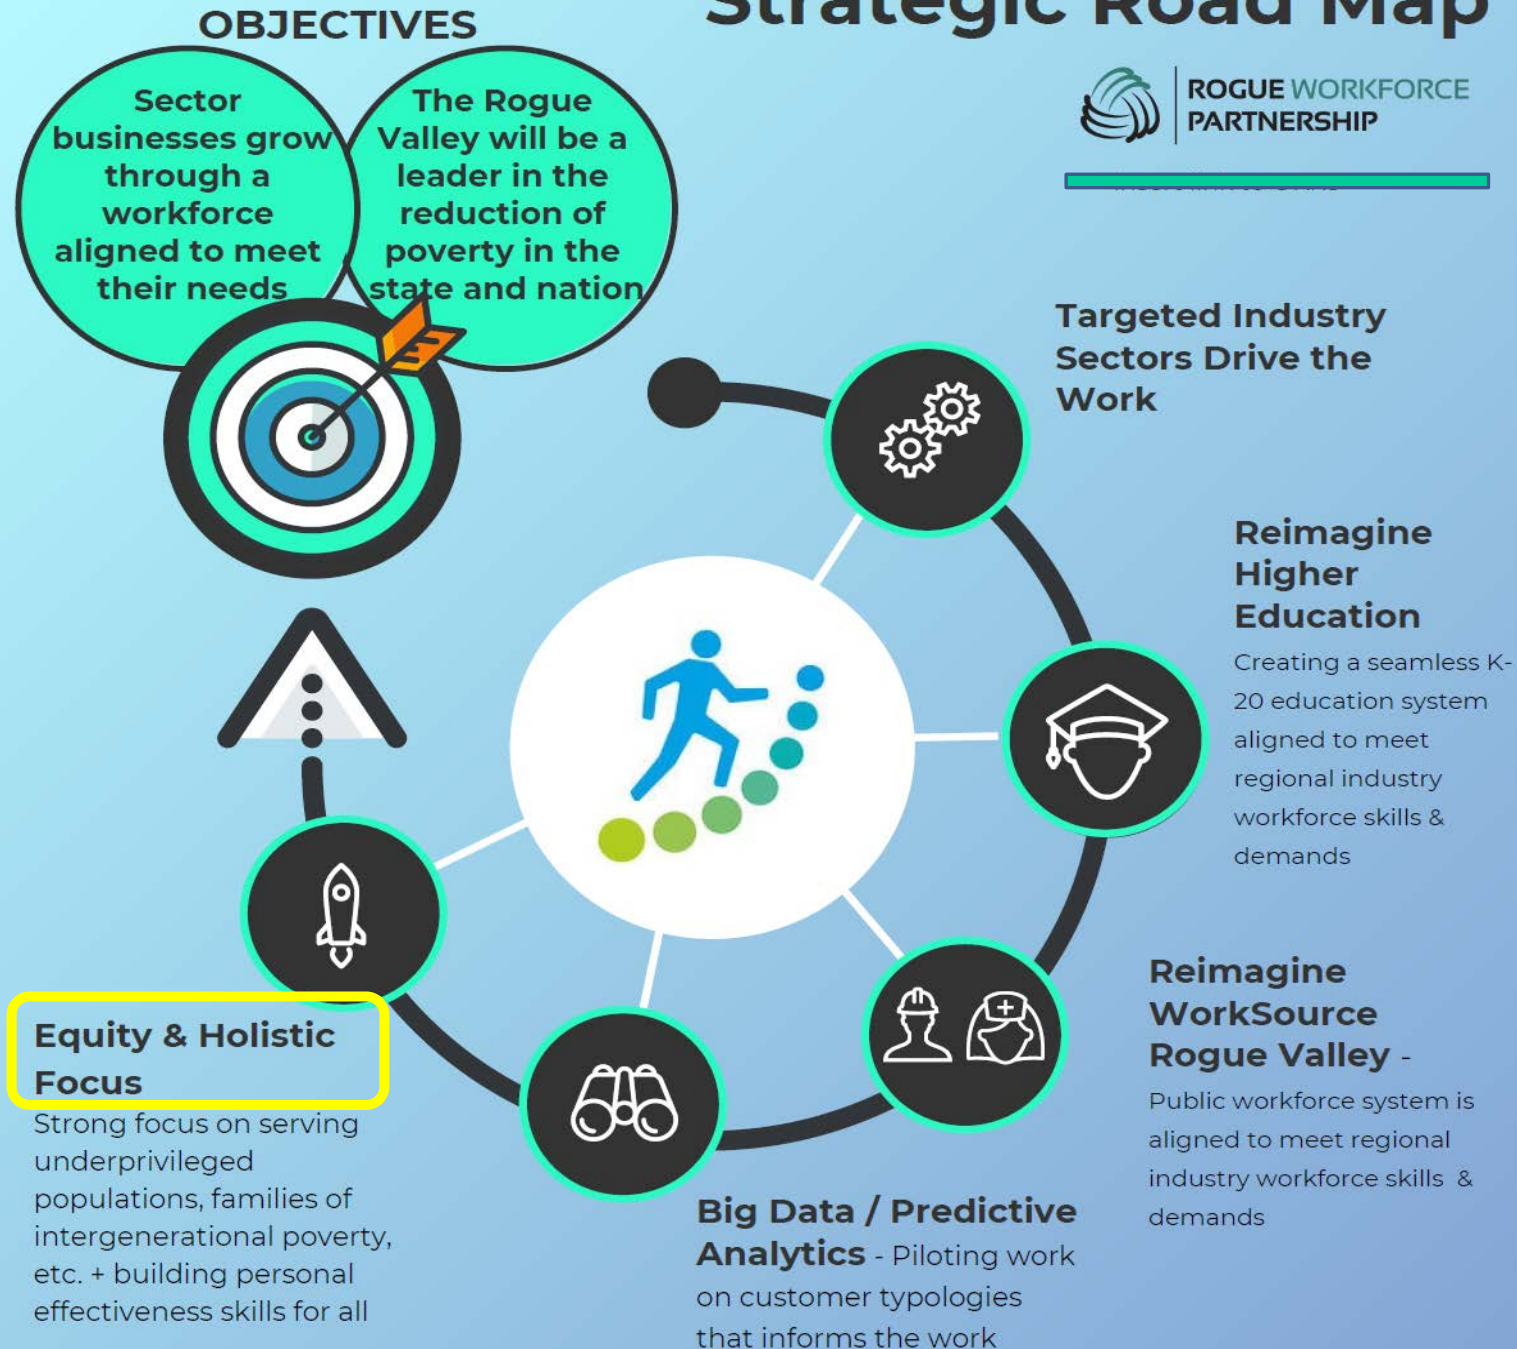 OBJECTIVES
Strategic Road Map
Sector
businesses grow
through a
workforce
aligned to meet
their needs
The Rogue
Valley will be a
leader in the
reduction of
poverty in the
state and nation
ROGUE WORKFORCE
PARTNERSHIP
Targeted Industry
Sectors Drive the
Work
Reimagine
Higher
Education
Creating a seamless K-
20 education system
aligned to meet
regional industry
workforce skills &
demands
Reimagine
WorkSource
Rogue Valley -
Public workforce system is
aligned to meet regional
industry workforce skills &
demands
Big Data / Predictive
Analytics - Piloting work
on customer typologies
that informs the work
Equity & Holistic
Focus
Strong focus on serving
underprivileged
populations, families of
intergenerational poverty,
etc. + building personal
effectiveness skills for all